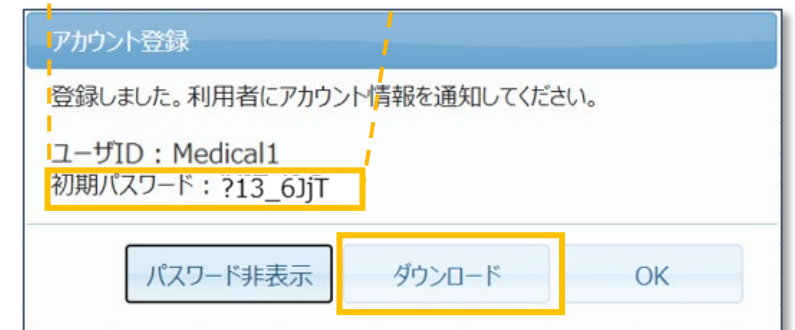 アカウント登録
登録しました。利用者にアカウント情報を通知してください。
ユーザID：Medical1
初期パスワード：?13_6JjT
パスワード非表示
ダウンロード
OK